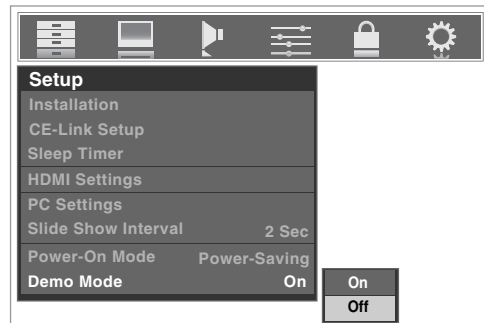 Setup
Installation
CE-Link Setup
Sleep Timer
HDMI Settings
PC Settings
Slide Show Interval 2 Sec
Power-On Mode Power-Saving
Demo Mode On On
Off